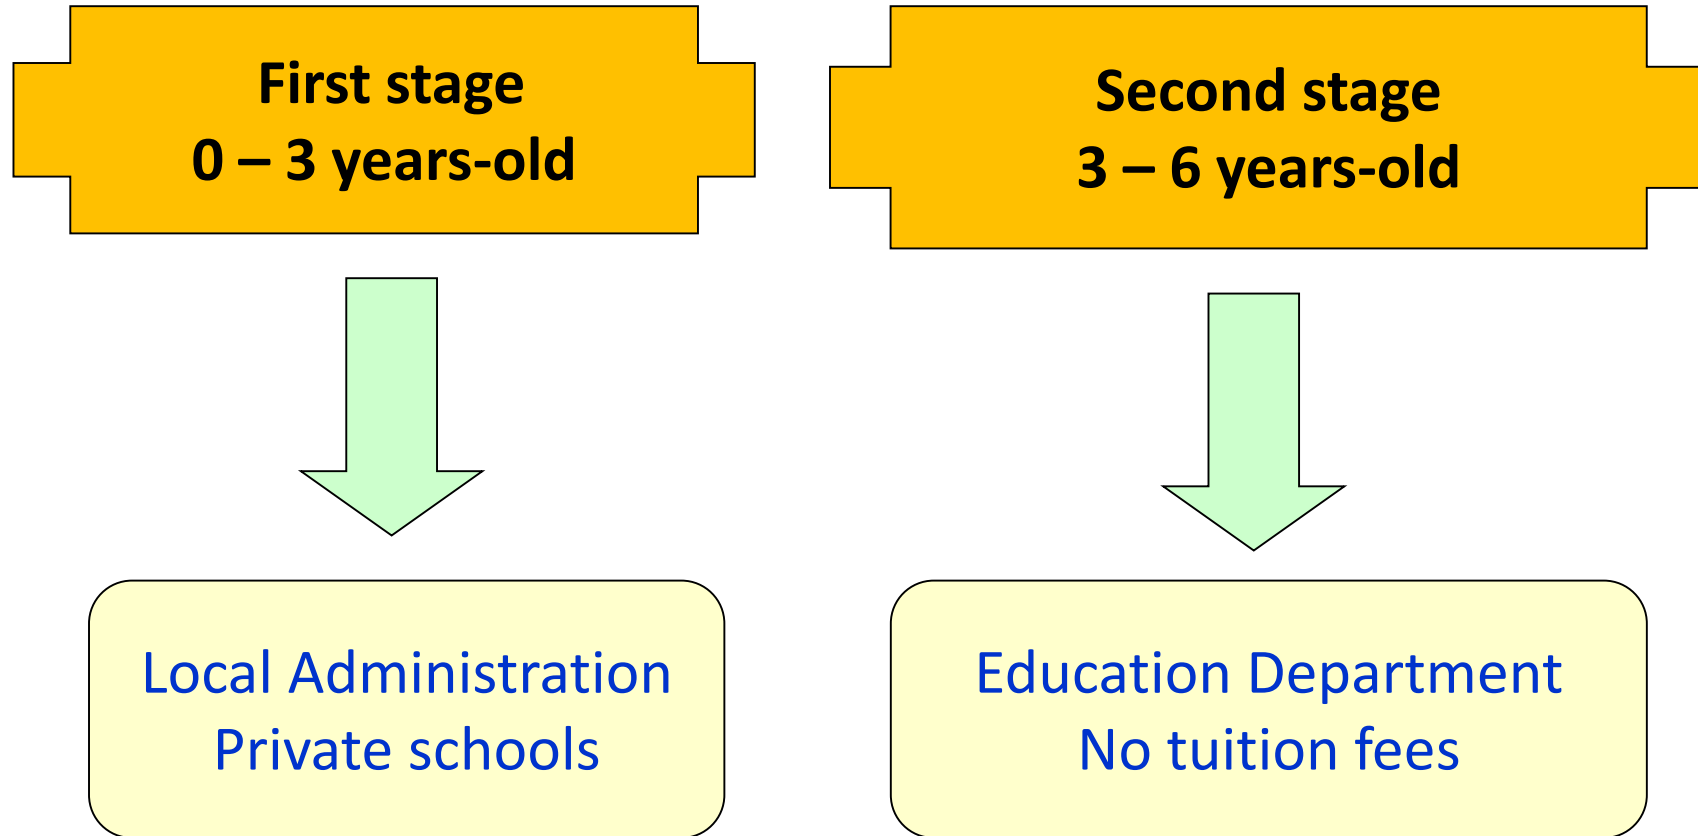 First stage
0 – 3 years-old
Second stage
3 – 6 years-old
Local Administration
Private schools
Education Department
No tuition fees